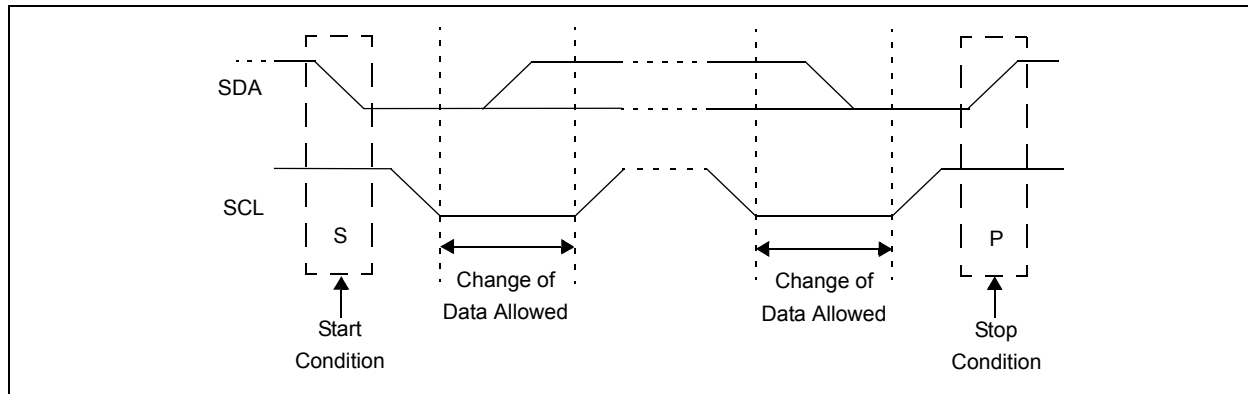 SDA
SCL
S
P
Change of
Data Allowed
Change of
Data Allowed
Start
Condition
Stop
Condition